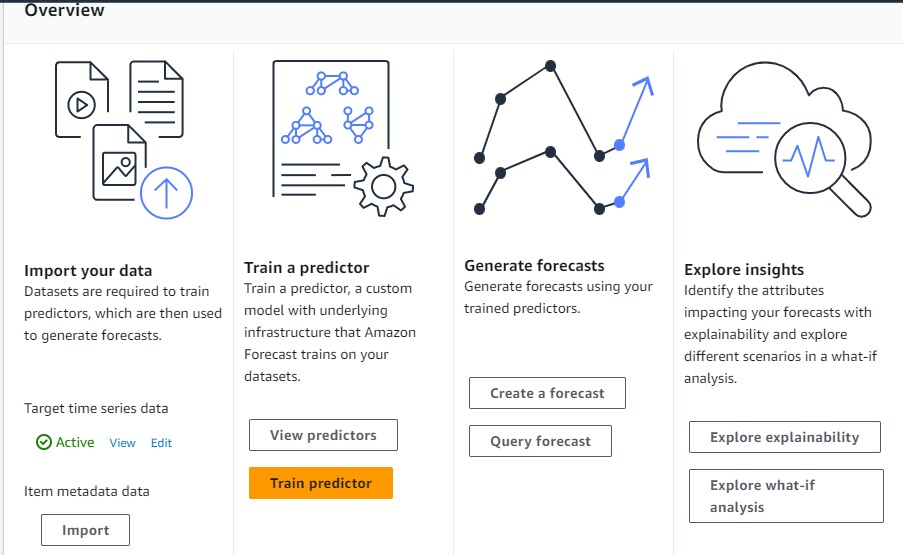 Overview
Import your data
Datasets are required to train
predictors, which are then used
to generate forecasts.
Target time series data
Active View Edit
Item metadata data
Import
Train a predictor
Train a predictor, a custom
model with underlying
infrastructure that Amazon
Forecast trains on your
datasets.
View predictors
Train predictor
Generate forecasts
Generate forecasts using your
trained predictors.
Create a forecast
Query forecast
Explore insights
Identify the attributes
impacting your forecasts with
explainability and explore
different scenarios in a what-if
analysis.
Explore explainability
Explore what-if
analysis